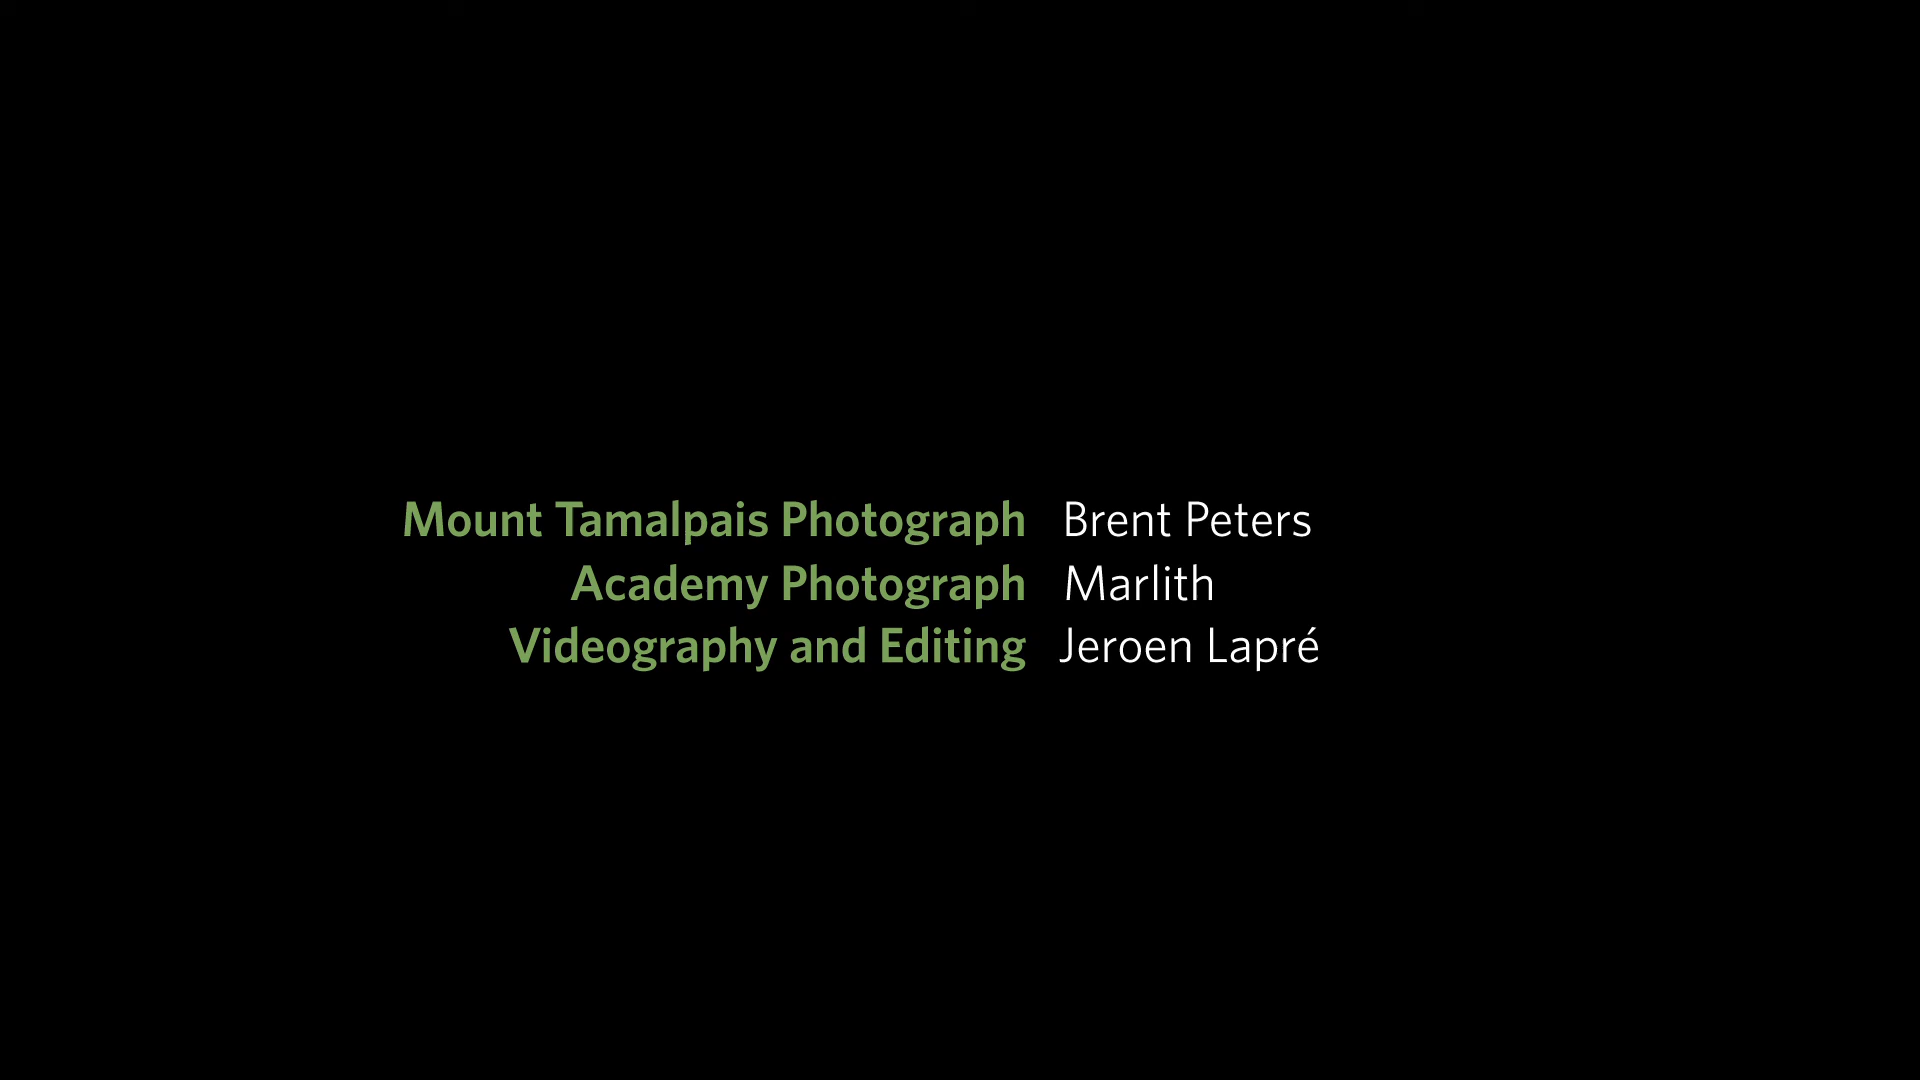 Mount Tamalpais Photograph Brent Peters
Academy Photograph Marlith
Videography and Editing Jeroen Lapré